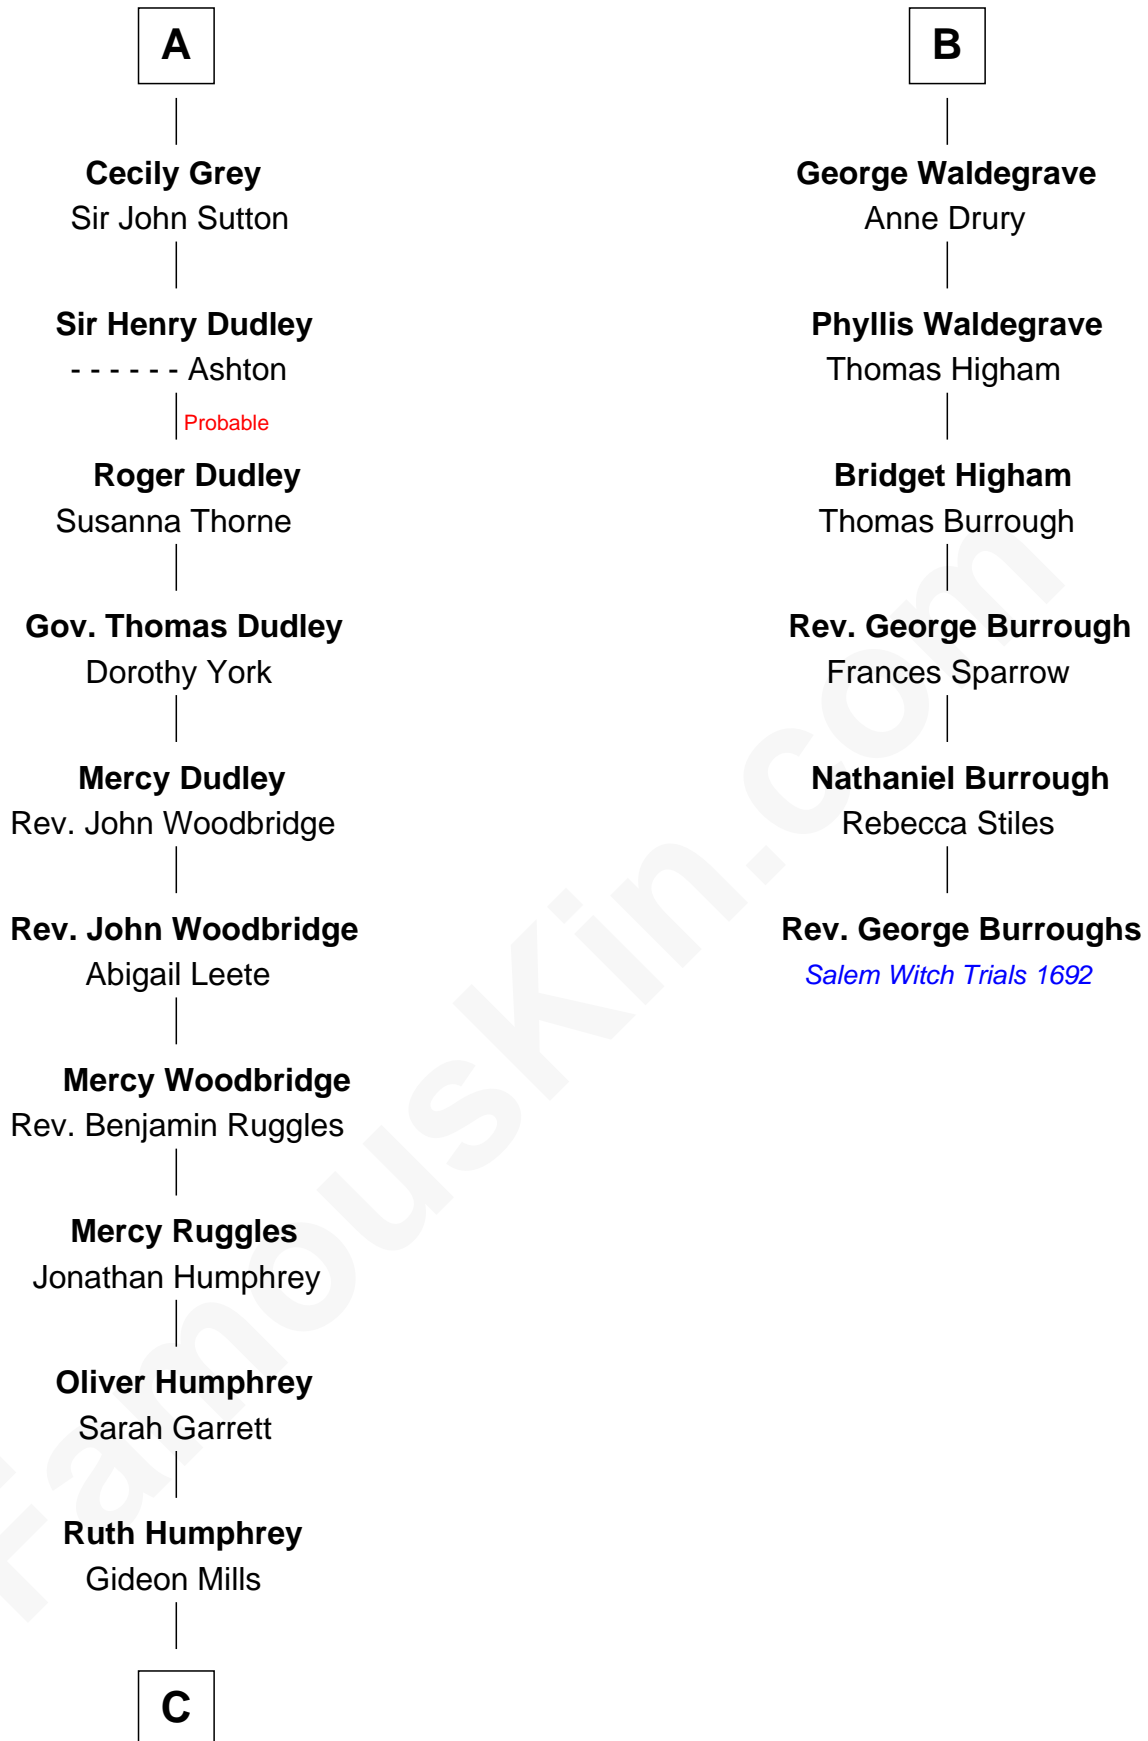 A
Cecily Grey
Sir John Sutton
Sir Henry Dudley
- - - - - - Ashton
Probable
Roger Dudley
Susanna Thorne
Gov. Thomas Dudley
Dorothy York
Mercy Dudley
Rev. John Woodbridge
Rev. John Woodbridge
Abigail Leete
Mercy Woodbridge
Rev. Benjamin Ruggles
Mercy Ruggles
Jonathan Humphrey
Oliver Humphrey
Sarah Garrett
Ruth Humphrey
Gideon Mills
C
B
George Waldegrave
Anne Drury
Phyllis Waldegrave
Thomas Higham
Bridget Higham
Thomas Burrough
Rev. George Burrough
Frances Sparrow
Nathaniel Burrough
Rebecca Stiles
Rev. George Burroughs
Salem Witch Trials 1692
FamousKin.com